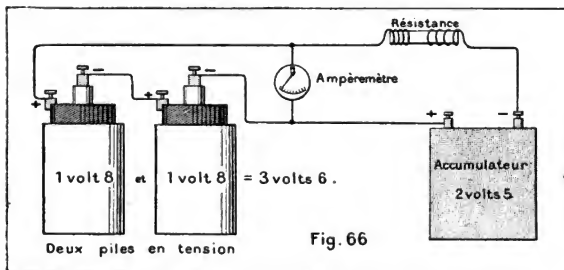 Résistance
Ampèremètre
+ - + - + -
Accumulateur
1 volt 8 et 1 volt 8 = 3 volts 6.
2 volts 5.
Deux piles en tension
Fig. 66